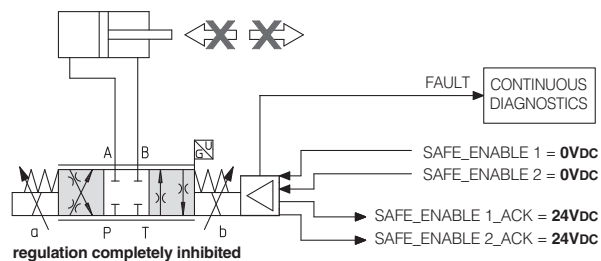 FAULT
CONTINUOUS
DIAGNOSTICS
A B
U
G
SAFE_ENABLE 1 = 0VDC
SAFE_ENABLE 2 = 0VDC
SAFE_ENABLE 1_ACK = 24VDC
SAFE_ENABLE 2_ACK = 24VDC
a P T b
regulation completely inhibited